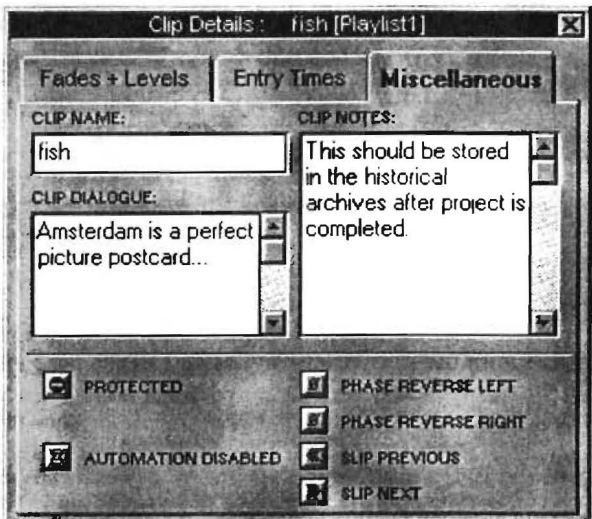 Clip Details : fish [Playlist1]
Fades + Levels
Entry Times
Miscellaneous
CLIP NAME:
fish
CLIP DIALOGUE:
Amsterdam is a perfect
picture postcard...
CLIP NOTES:
This should be stored
in the historical
archives after project is
completed.
PROTECTED
AUTOMATION DISABLED
PHASE REVERSE LEFT
PHASE REVERSE RIGHT
SLIP PREVIOUS
SLIP NEXT